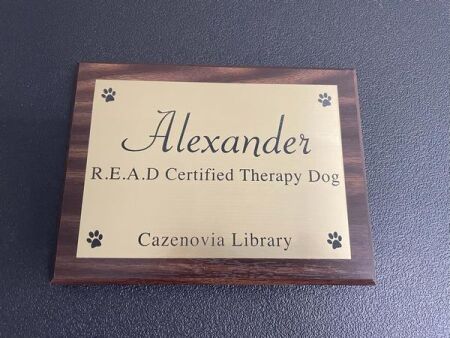 Alexander
R.E.A.D Certified Therapy Dog
Cazenovia Library